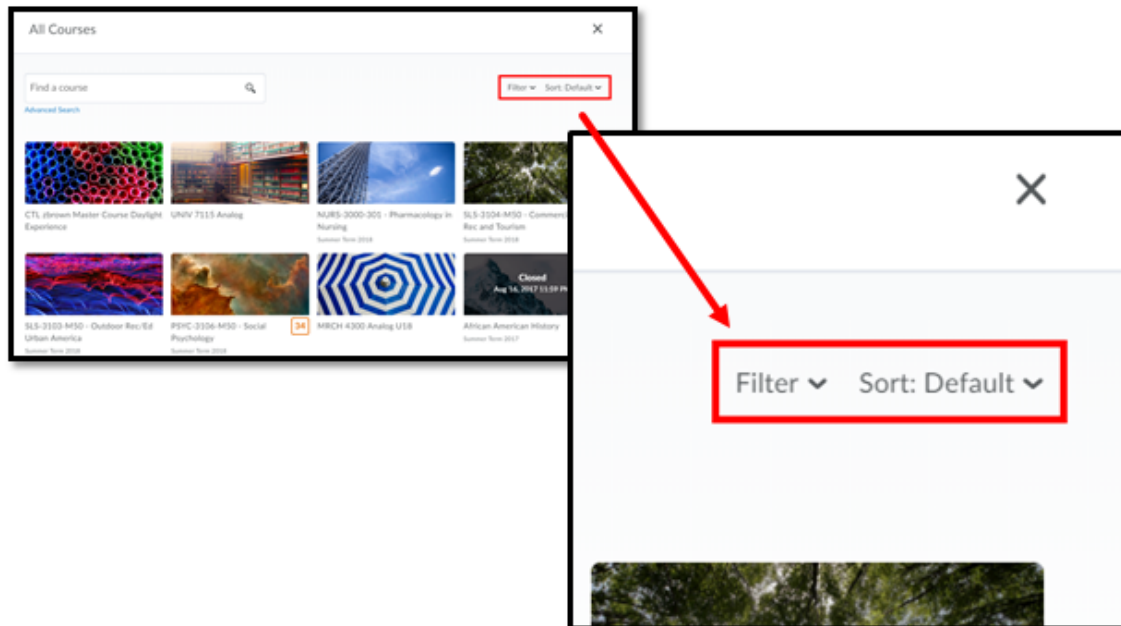 All Courses
Find a course
Filter Sort: Default
Advanced Search
CTL zbrown Master Course Daylight
Experience
UNIV 7115 Analog
NURS-3000-301 - Pharmacology in
Nursing
Summer Term 2018
SLS-3104-M50 - Commerci
Rec and Tourism
Summer Term 2018
SLS-3103-M50 - Outdoor Rec/Ed
Urban America
Summer Term 2018
PSYC-3106-M50 - Social
Psychology
Summer Term 2018
34
MRCH 4300 Analog U18
Closed
Aug 16, 2017 11:59 PM
African American History
Summer Term 2017
Filter Sort: Default